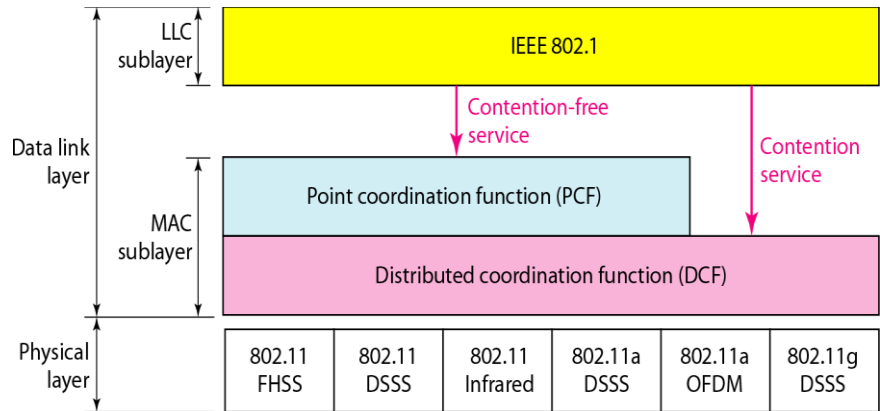 LLC
sublayer
IEEE 802.1
Contention-free
service
Contention
service
Data link
layer
MAC
sublayer
Point coordination function (PCF)
Distributed coordination function (DCF)
Physical
layer
802.11
FHSS
802.11
DSSS
802.11
Infrared
802.11a
DSSS
802.11a
OFDM
802.11g
DSSS